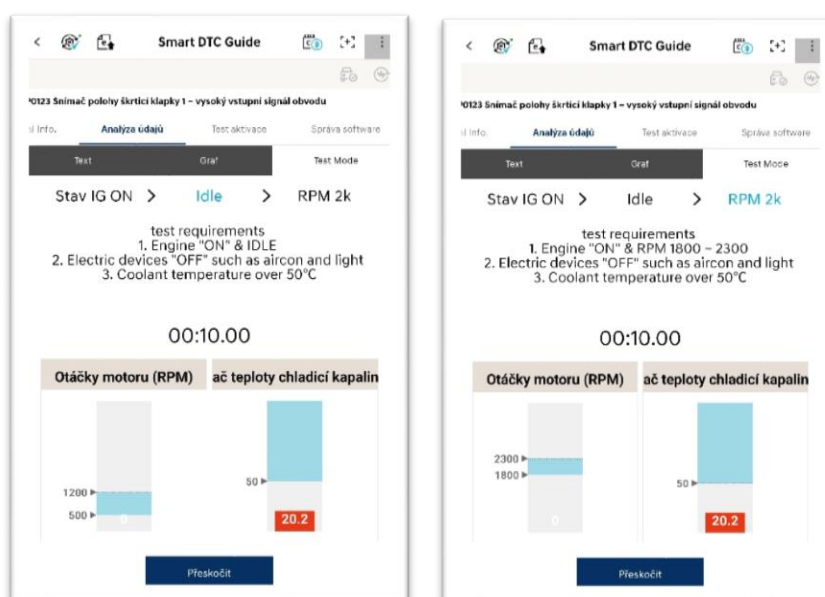 Smart DTC Guide
P0123 Snímač polohy škrticí klapky 1 – vysoký vstupní signál obvodu
Info. Analýza údajů Test aktivace Správa software
Text Graf Test Mode
Stav IG ON > Idle > RPM 2k
test requirements
1. Engine "ON" & IDLE
2. Electric devices "OFF" such as aircon and light
3. Coolant temperature over 50°C
00:10.00
Otáčky motoru (RPM) ač teploty chladicí kapalin
1200
500
0
50
20.2
Přeskočit
Smart DTC Guide
P0123 Snímač polohy škrticí klapky 1 – vysoký vstupní signál obvodu
Info. Analýza údajů Test aktivace Správa software
Text Graf Test Mode
Stav IG ON > Idle > RPM 2k
test requirements
1. Engine "ON" & RPM 1800 – 2300
2. Electric devices "OFF" such as aircon and light
3. Coolant temperature over 50°C
00:10.00
Otáčky motoru (RPM) ač teploty chladicí kapalin
2300
1800
0
50
20.2
Přeskočit